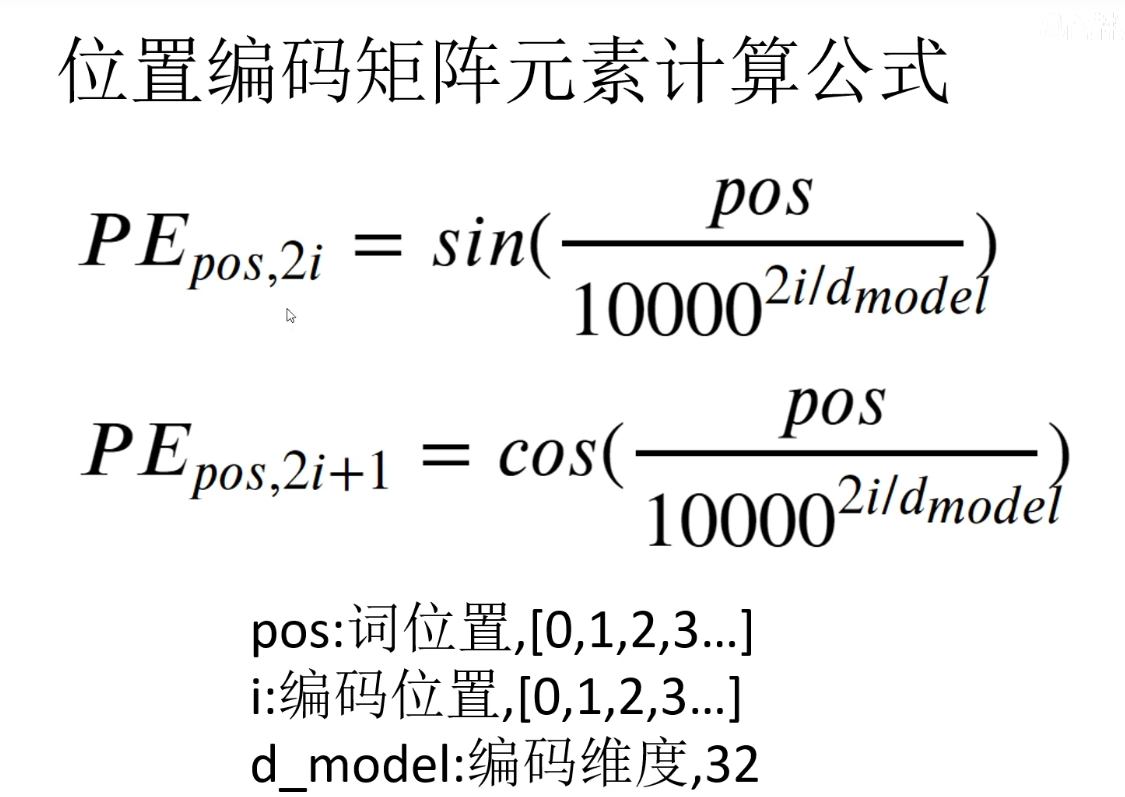 位置编码矩阵元素计算公式
PE_{pos,2i} = sin(\frac{pos}{10000^{2i/d_{model}}})
PE_{pos,2i+1} = cos(\frac{pos}{10000^{2i/d_{model}}})
pos:词位置,[0,1,2,3...]
i:编码位置,[0,1,2,3...]
d_model:编码维度,32